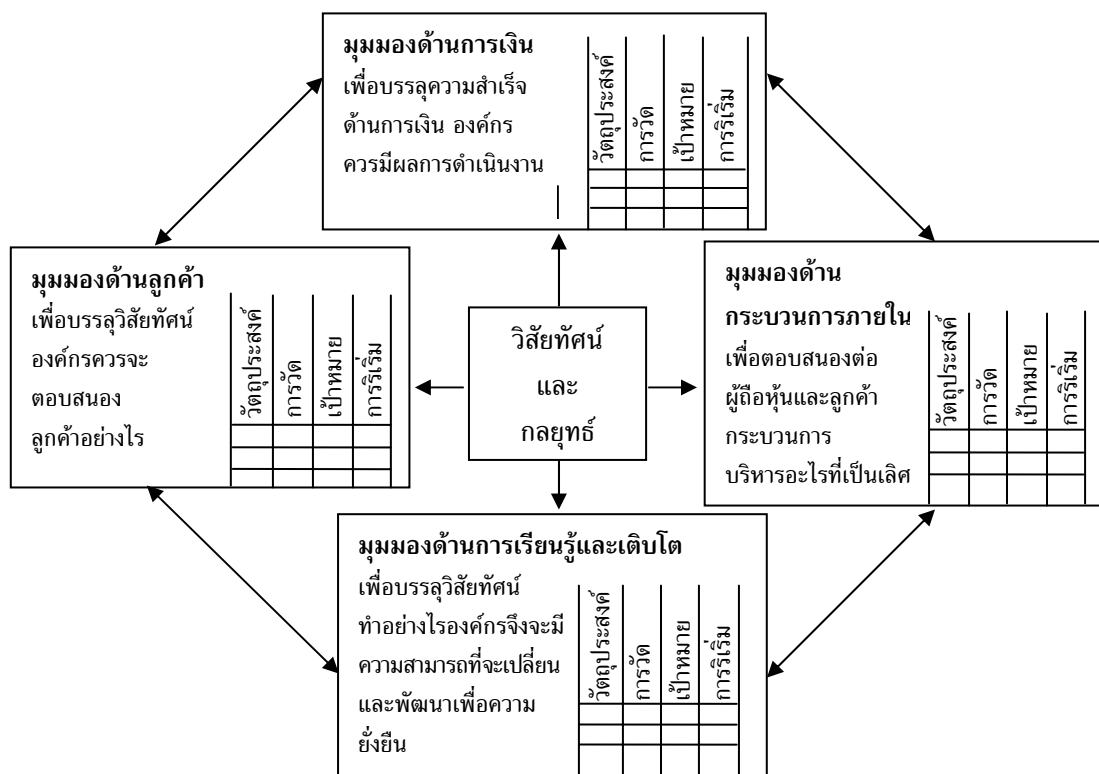 มุมมองด้านการเงิน
เพื่อบรรลุความสำเร็จ
ด้านการเงิน องค์กร
ควรมีผลการดำเนินงาน
วัตถุประสงค์
การวัด
เป้าหมาย
การริเริ่ม
มุมมองด้านลูกค้า
เพื่อบรรลุวิสัยทัศน์
องค์กรควรจะ
ตอบสนอง
ลูกค้าอย่างไร
วัตถุประสงค์
การวัด
เป้าหมาย
การริเริ่ม
วิสัยทัศน์
และ
กลยุทธ์
มุมมองด้าน
กระบวนการภายใน
เพื่อตอบสนองต่อ
ผู้ถือหุ้นและลูกค้า
กระบวนการ
บริหารอะไรที่เป็นเลิศ
วัตถุประสงค์
การวัด
เป้าหมาย
การริเริ่ม
มุมมองด้านการเรียนรู้และเติบโต
เพื่อบรรลุวิสัยทัศน์
ทำอย่างไรองค์กรจึงจะมี
ความสามารถที่จะเปลี่ยน
และพัฒนาเพื่อความ
ยั่งยืน
วัตถุประสงค์
การวัด
เป้าหมาย
การริเริ่ม